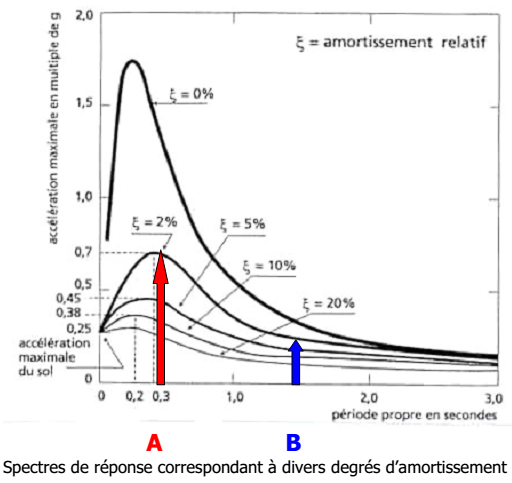 accélération maximale en multiple de g
2,0
1,5
1,0
0,7
0,5
0,45
0,38
0,25
0
accélération
maximale
du sol
ξ = amortissement relatif
ξ = 0%
ξ = 2%
ξ = 5%
ξ = 10%
ξ = 20%
0 0,2 0,3 1,0 2,0 3,0
période propre en secondes
A B
Spectres de réponse correspondant à divers degrés d’amortissement